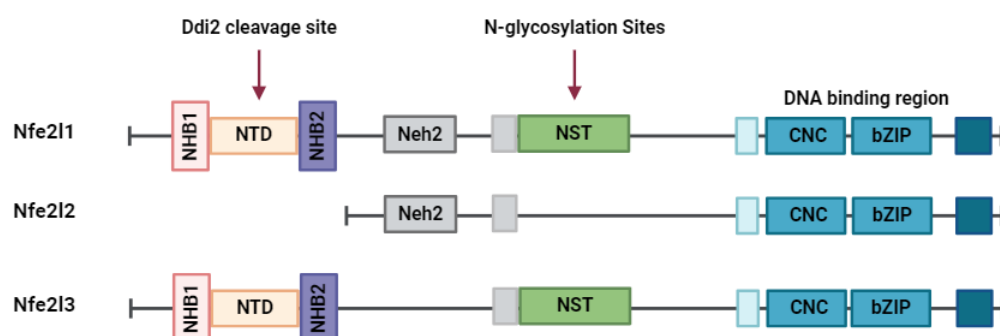 Ddi2 cleavage site
N-glycosylation Sites
DNA binding region
Nfe2l1
NHB1
NTD
NHB2
Neh2
NST
CNC
bZIP
Nfe2l2
Neh2
CNC
bZIP
Nfe2l3
NHB1
NTD
NHB2
NST
CNC
bZIP